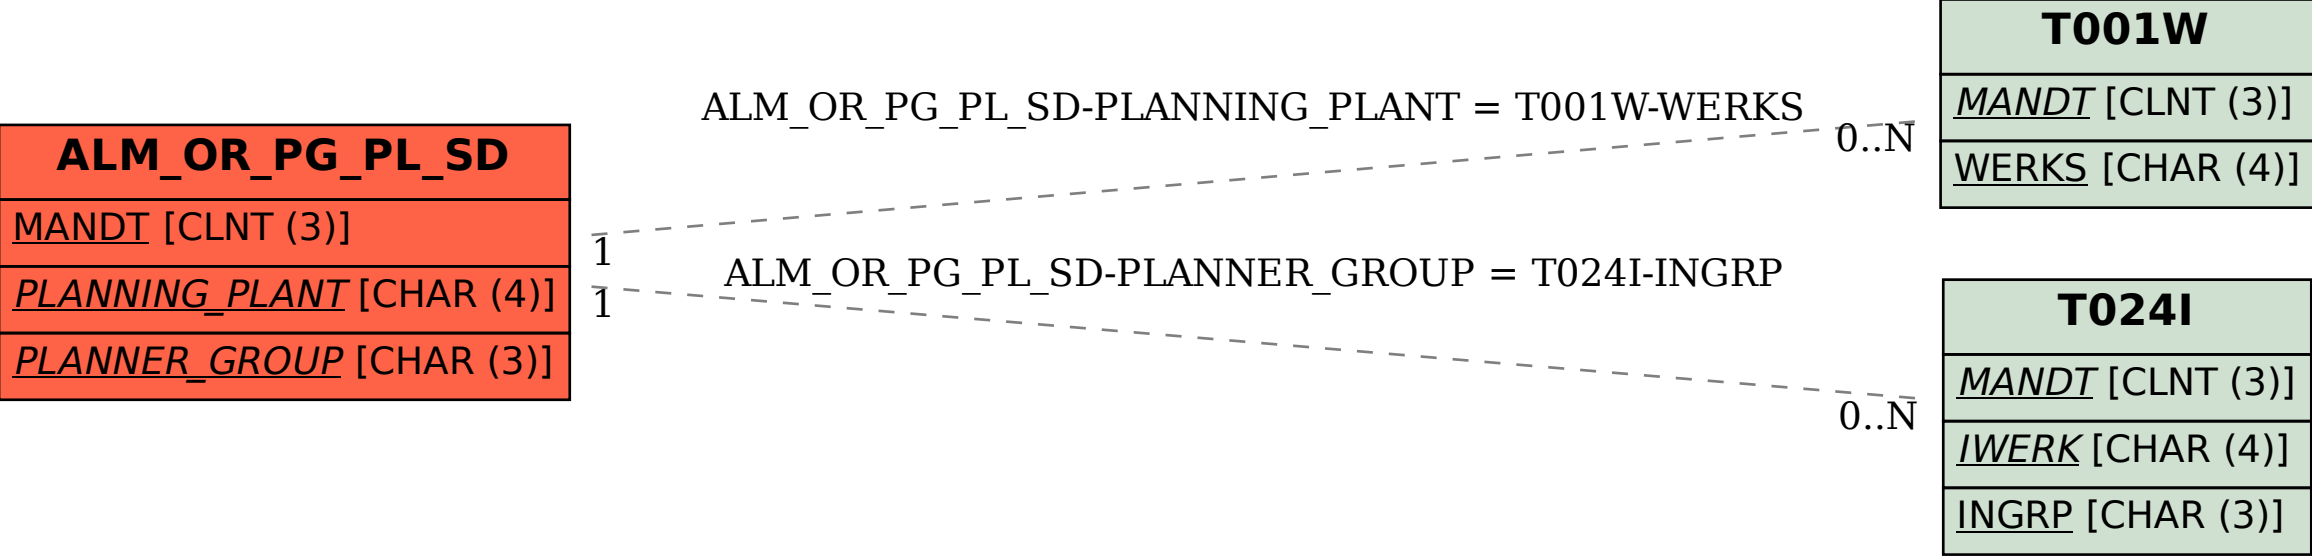 ALM_OR_PG_PL_SD
MANDT [CLNT (3)]
PLANNING_PLANT [CHAR (4)]
PLANNER_GROUP [CHAR (3)]
ALM_OR_PG_PL_SD-PLANNING_PLANT = T001W-WERKS
0..N
1
ALM_OR_PG_PL_SD-PLANNER_GROUP = T024I-INGRP
1
0..N
T001W
MANDT [CLNT (3)]
WERKS [CHAR (4)]
T024I
MANDT [CLNT (3)]
IWERK [CHAR (4)]
INGRP [CHAR (3)]